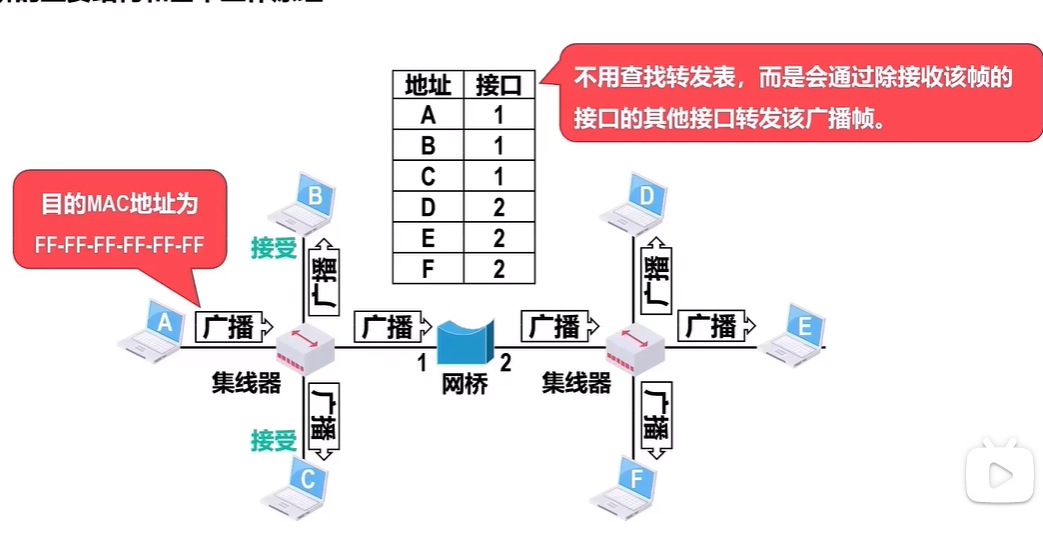 地址 接口
A 1
B 1
C 1
D 2
E 2
F 2
不用查找转发表，而是会通过除接收该帧的
接口的其他接口转发该广播帧。
目的MAC地址为
FF-FF-FF-FF-FF-FF
B
接受
广播
D
广播
A
广播
广播
广播
广播
E
集线器
1
网桥
2
集线器
广播
接受
C
广播
F